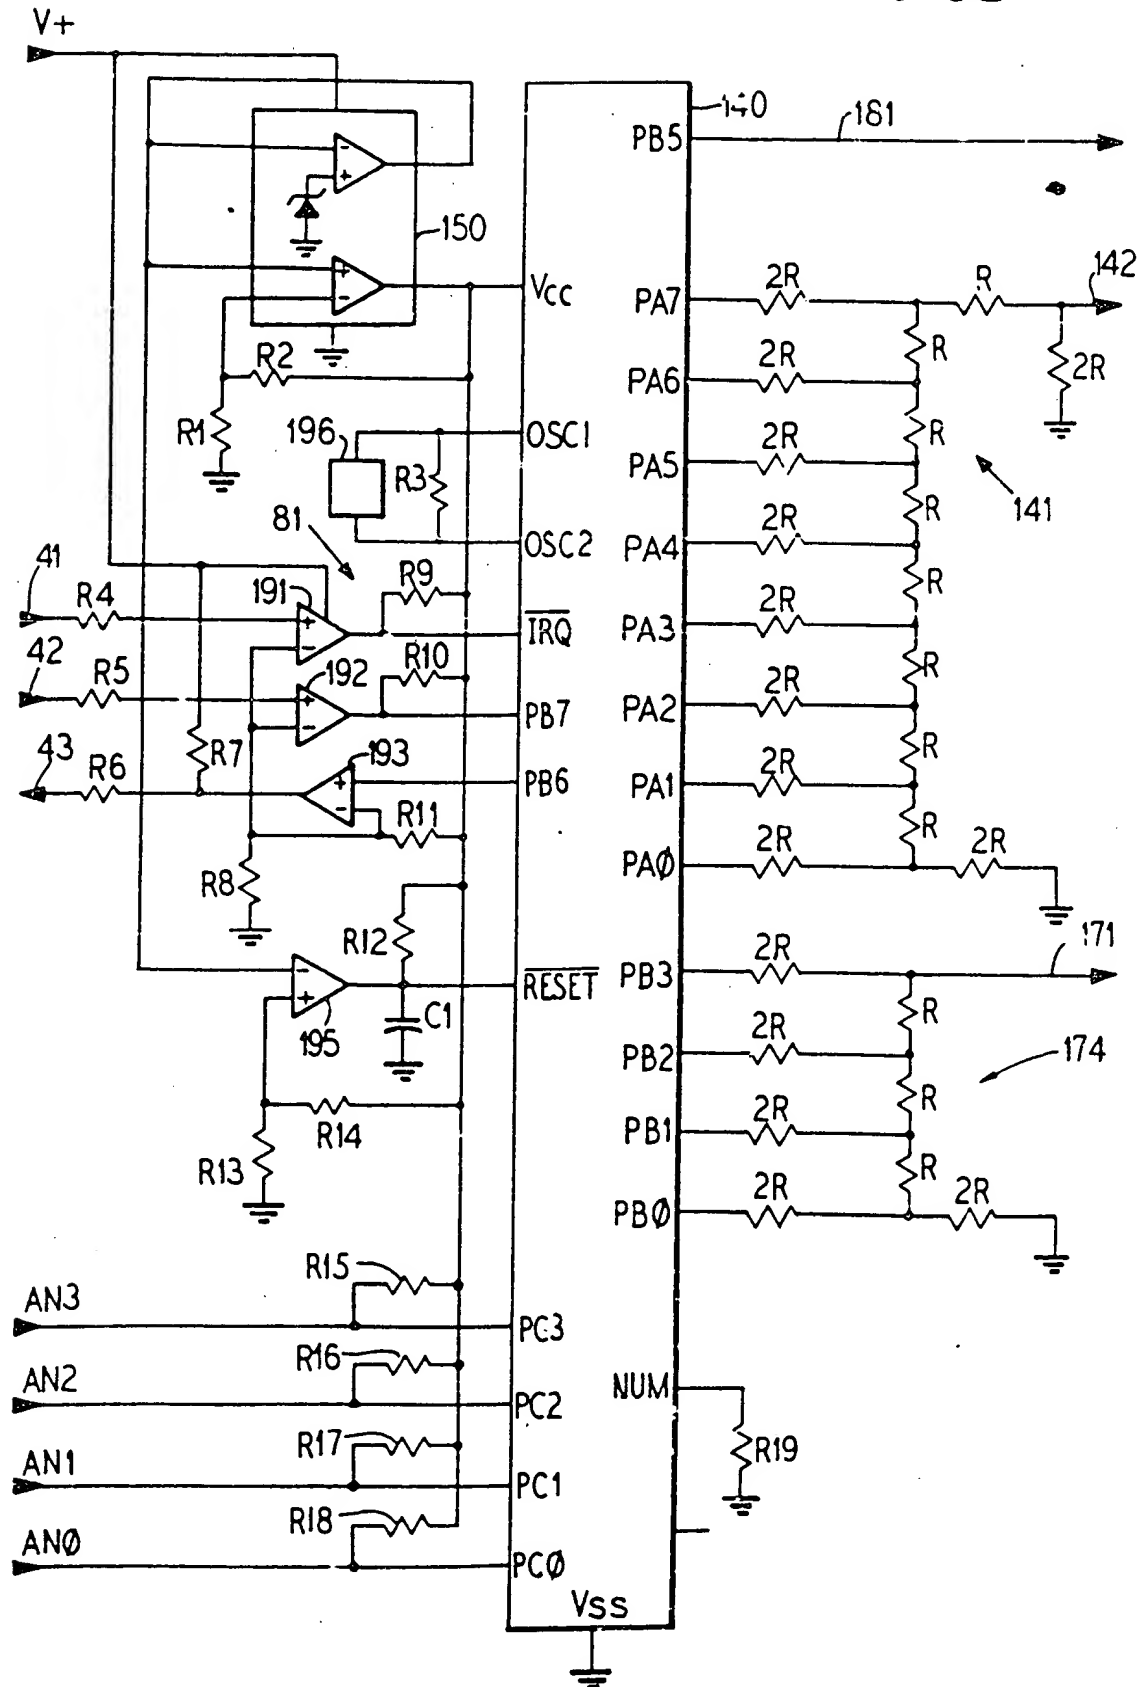 V+
140
PB5
181
150
VCC
PA7
2R
R
142
R2
R
2R
PA6
2R
R1
196
OSC1
R
R3
PA5
2R
141
81
R
OSC2
PA4
2R
41
R4
191
R9
R
IRQ
PA3
2R
42
R5
192
R10
R
PB7
PA2
2R
43
R6
R7
193
R
PB6
PA1
2R
R11
R
R8
PA0
2R
2R
R12
2R
171
RESET
PB3
195
C1
R
2R
PB2
174
R14
R
R13
PB1
2R
R
2R
2R
PB0
R15
AN3
PC3
R16
NUM
AN2
PC2
R17
R19
AN1
PC1
R18
AN0
PC0
VSS